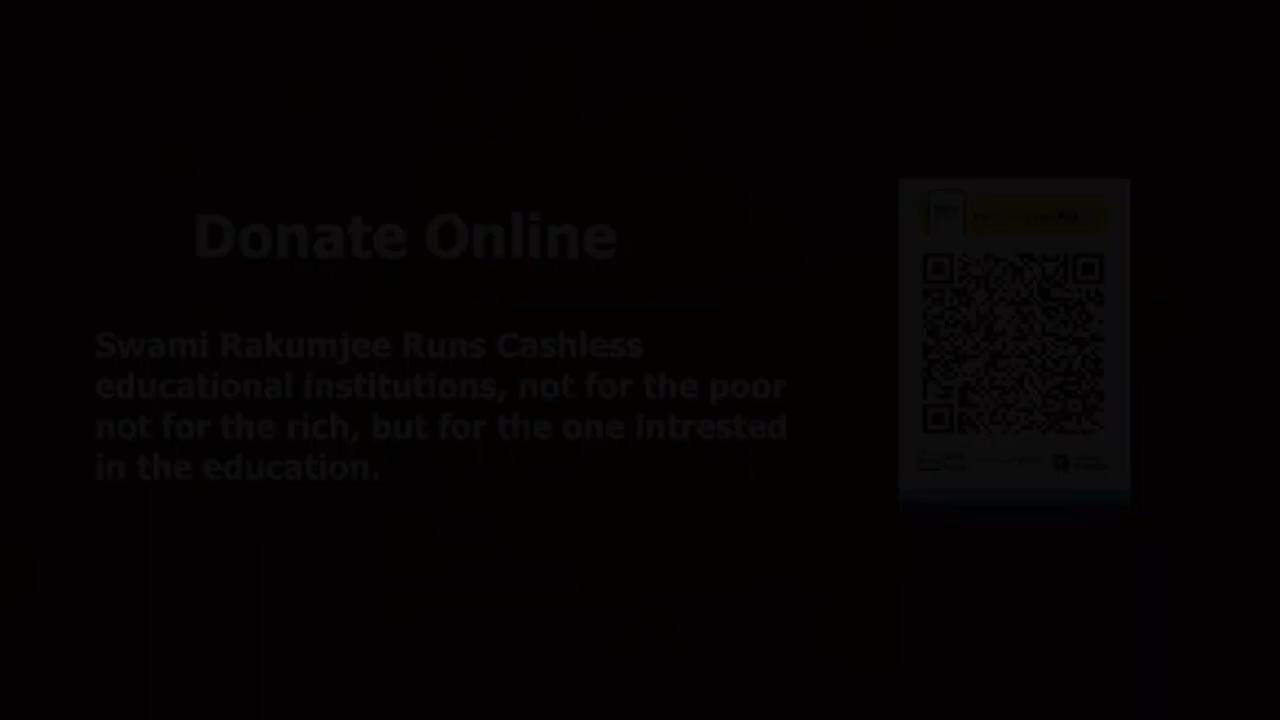 Donate Online
Swami Rakumjee Runs Cashless
educational institutions, not for the poor
not for the rich, but for the one intrested
in the education.